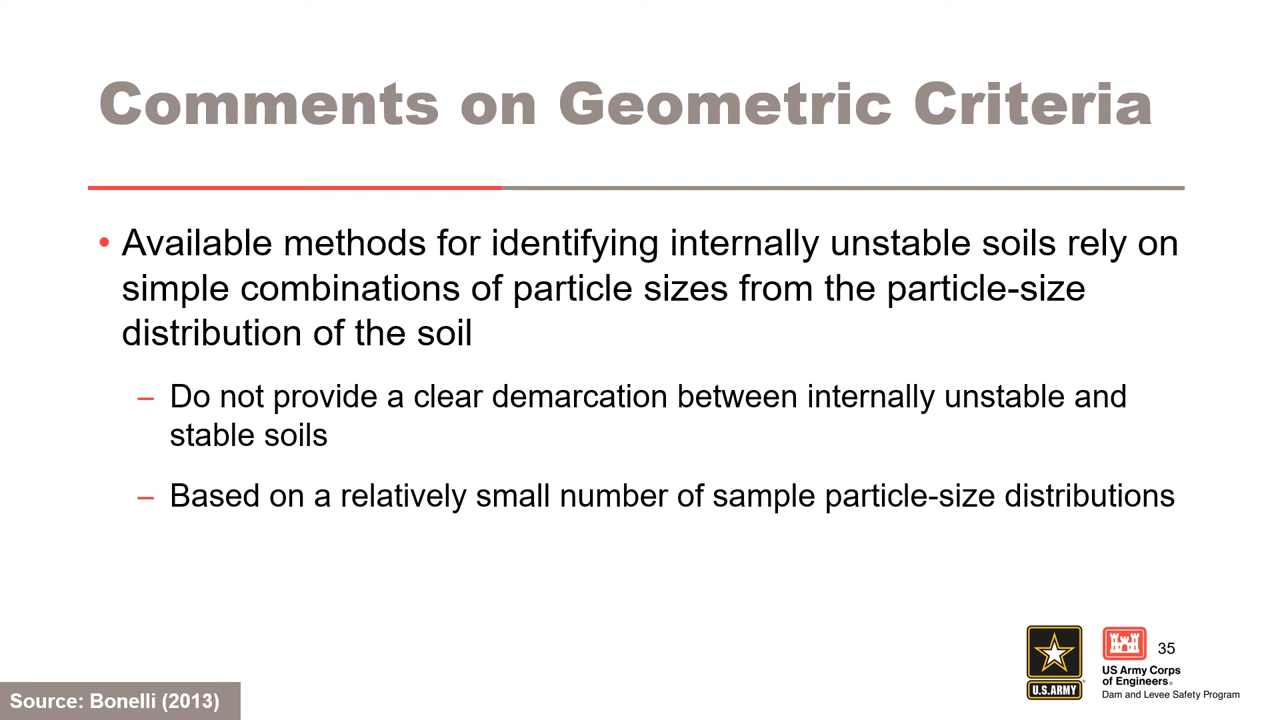 Comments on Geometric Criteria
• Available methods for identifying internally unstable soils rely on
simple combinations of particle sizes from the particle-size
distribution of the soil
– Do not provide a clear demarcation between internally unstable and
stable soils
– Based on a relatively small number of sample particle-size distributions
35
U.S.ARMY
US Army Corps
of Engineers®
Dam and Levee Safety Program
Source: Bonelli (2013)